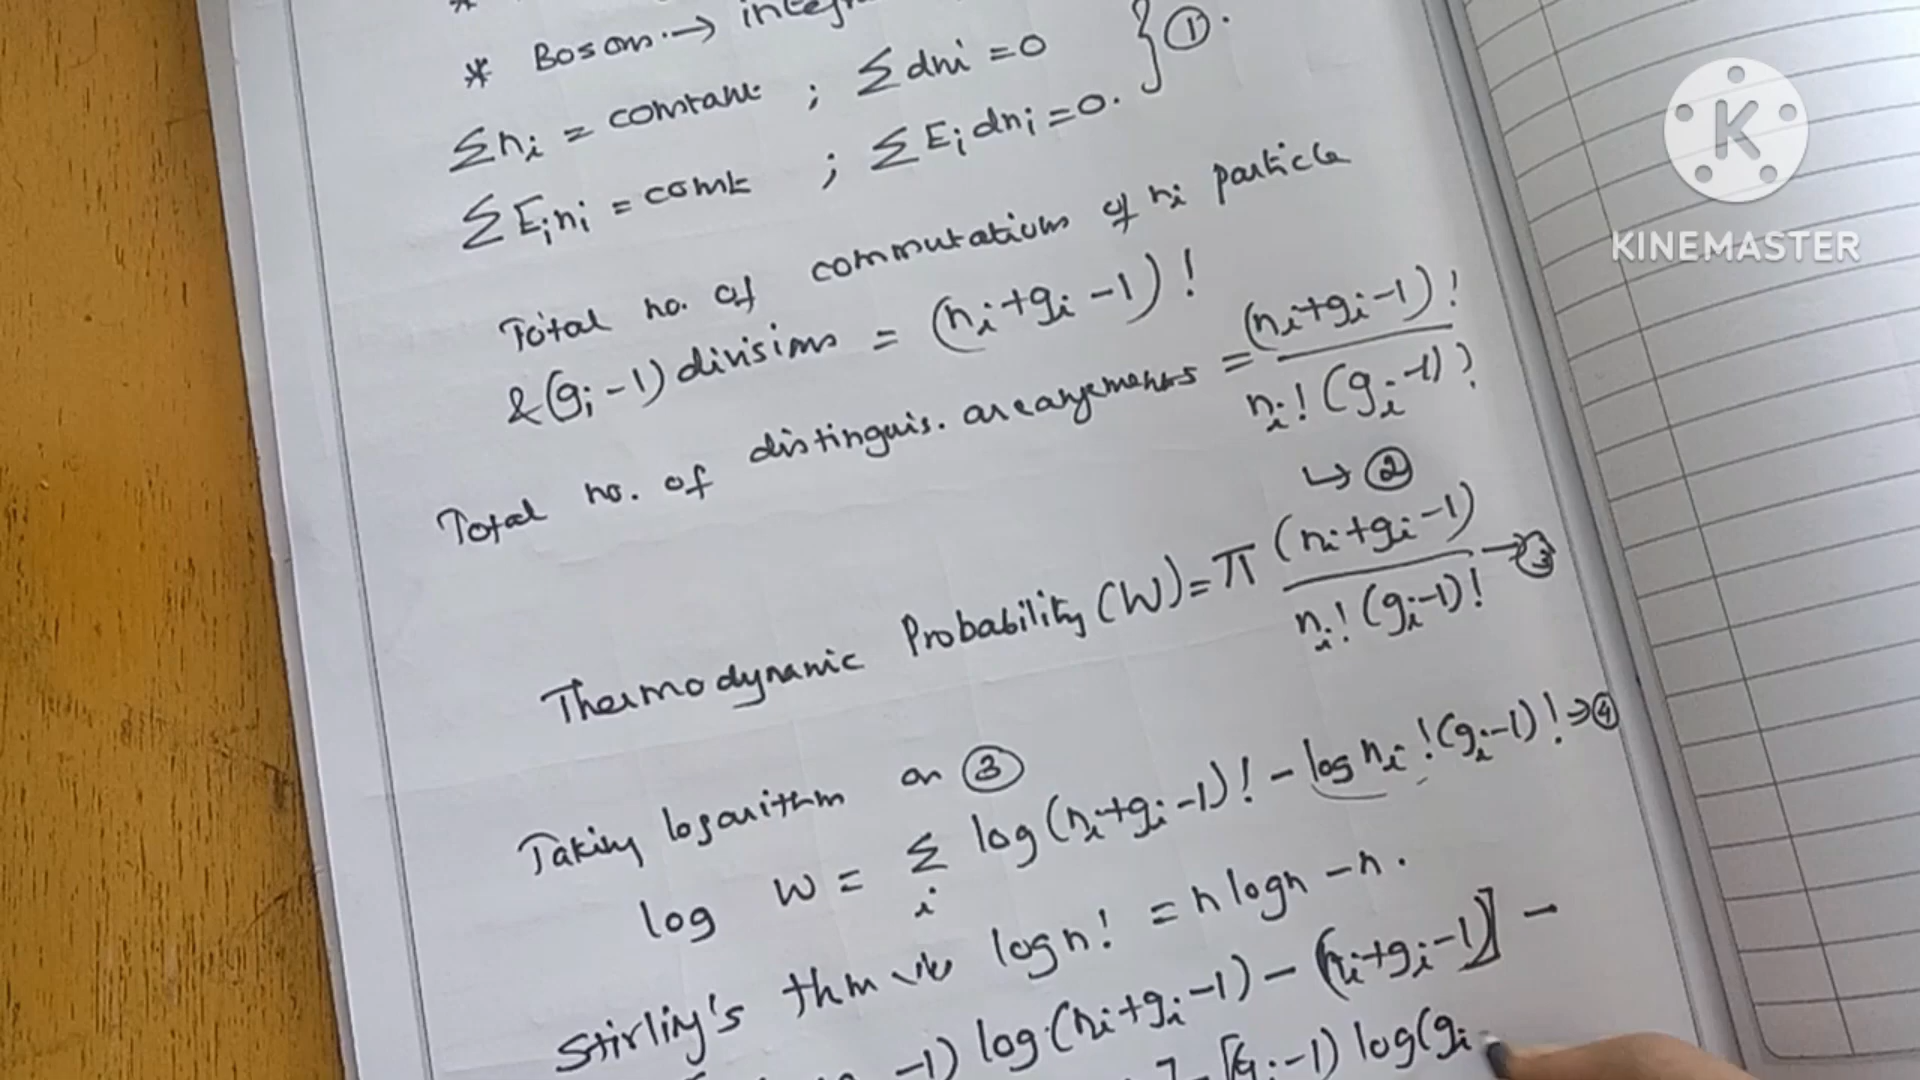 * Boson → integ
Σni = constant ; Σdni = 0 } ①.
ΣEini = const ; ΣEidni = 0.
Total no. of commutations of ni particle
& (gi-1) divisions = (ni+gi-1)!
Total no. of distinguis. arrangements = (ni+gi-1)! / ni!(gi-1)!
↳ ②
Thermodynamic Probability (W) = π (ni+gi-1) / ni!(gi-1)! → ③
Taking logarithm on ③
log W = Σi log(ni+gi-1)! - log ni!(gi-1)! ⇒ ④
Stirling's thm logn! = nlogn-n.
-1) log(ni+gi-1) - (ni+gi-1)] -
] - [(gi-1) log(gi
KINEMASTER